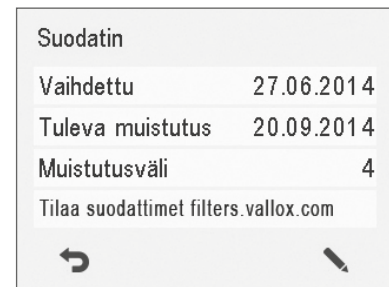 Suodatin
Vaihdettu 27.06.2014
Tuleva muistutus 20.09.2014
Muistutusväli 4
Tilaa suodattimet filters.vallox.com